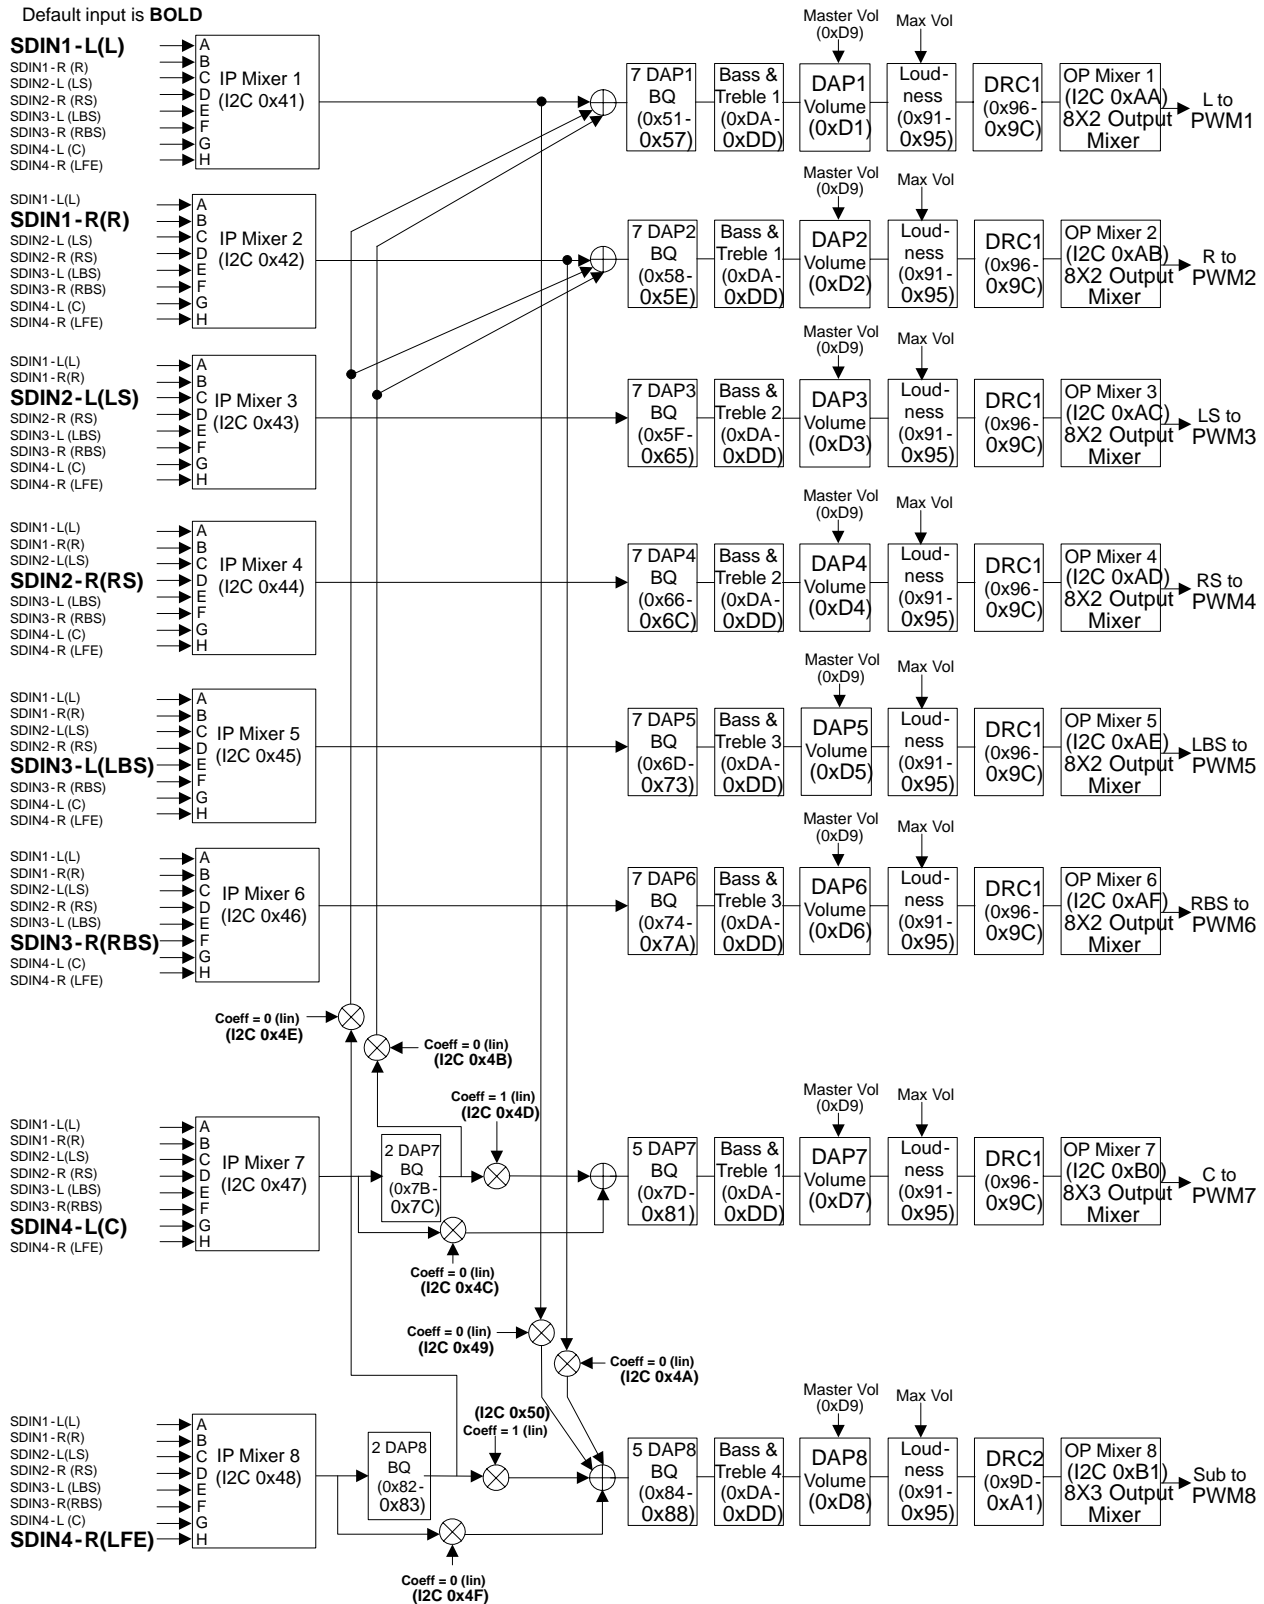 Default input is BOLD
SDIN1-L(L)
SDIN1-R (R)
SDIN2-L (LS)
SDIN2-R (RS)
SDIN3-L (LBS)
SDIN3-R (RBS)
SDIN4-L (C)
SDIN4-R (LFE)
A
B
C
D
E
F
G
H
IP Mixer 1
(I2C 0x41)
7 DAP1
BQ
(0x51-
0x57)
Bass &
Treble 1
(0xDA-
0xDD)
Master Vol
(0xD9)
DAP1
Volume
(0xD1)
Max Vol
Loud-
ness
(0x91-
0x95)
DRC1
(0x96-
0x9C)
OP Mixer 1
(I2C 0xAA)
8X2 Output
Mixer
L to
PWM1
SDIN1-L(L)
SDIN1-R(R)
SDIN2-L (LS)
SDIN2-R (RS)
SDIN3-L (LBS)
SDIN3-R (RBS)
SDIN4-L (C)
SDIN4-R (LFE)
A
B
C
D
E
F
G
H
IP Mixer 2
(I2C 0x42)
7 DAP2
BQ
(0x58-
0x5E)
Bass &
Treble 1
(0xDA-
0xDD)
Master Vol
(0xD9)
DAP2
Volume
(0xD2)
Max Vol
Loud-
ness
(0x91-
0x95)
DRC1
(0x96-
0x9C)
OP Mixer 2
(I2C 0xAB)
8X2 Output
Mixer
R to
PWM2
SDIN1-L(L)
SDIN1-R(R)
SDIN2-L(LS)
SDIN2-R (RS)
SDIN3-L (LBS)
SDIN3-R (RBS)
SDIN4-L (C)
SDIN4-R (LFE)
A
B
C
D
E
F
G
H
IP Mixer 3
(I2C 0x43)
7 DAP3
BQ
(0x5F-
0x65)
Bass &
Treble 2
(0xDA-
0xDD)
Master Vol
(0xD9)
DAP3
Volume
(0xD3)
Max Vol
Loud-
ness
(0x91-
0x95)
DRC1
(0x96-
0x9C)
OP Mixer 3
(I2C 0xAC)
8X2 Output
Mixer
LS to
PWM3
SDIN1-L(L)
SDIN1-R(R)
SDIN2-L(LS)
SDIN2-R(RS)
SDIN3-L (LBS)
SDIN3-R (RBS)
SDIN4-L (C)
SDIN4-R (LFE)
A
B
C
D
E
F
G
H
IP Mixer 4
(I2C 0x44)
7 DAP4
BQ
(0x66-
0x6C)
Bass &
Treble 2
(0xDA-
0xDD)
Master Vol
(0xD9)
DAP4
Volume
(0xD4)
Max Vol
Loud-
ness
(0x91-
0x95)
DRC1
(0x96-
0x9C)
OP Mixer 4
(I2C 0xAD)
8X2 Output
Mixer
RS to
PWM4
SDIN1-L(L)
SDIN1-R(R)
SDIN2-L(LS)
SDIN2-R (RS)
SDIN3-L(LBS)
SDIN3-R (RBS)
SDIN4-L (C)
SDIN4-R (LFE)
A
B
C
D
E
F
G
H
IP Mixer 5
(I2C 0x45)
7 DAP5
BQ
(0x6D-
0x73)
Bass &
Treble 3
(0xDA-
0xDD)
Master Vol
(0xD9)
DAP5
Volume
(0xD5)
Max Vol
Loud-
ness
(0x91-
0x95)
DRC1
(0x96-
0x9C)
OP Mixer 5
(I2C 0xAE)
8X2 Output
Mixer
LBS to
PWM5
SDIN1-L(L)
SDIN1-R(R)
SDIN2-L(LS)
SDIN2-R (RS)
SDIN3-L (LBS)
SDIN3-R(RBS)
SDIN4-L (C)
SDIN4-R (LFE)
A
B
C
D
E
F
G
H
IP Mixer 6
(I2C 0x46)
7 DAP6
BQ
(0x74-
0x7A)
Bass &
Treble 3
(0xDA-
0xDD)
Master Vol
(0xD9)
DAP6
Volume
(0xD6)
Max Vol
Loud-
ness
(0x91-
0x95)
DRC1
(0x96-
0x9C)
OP Mixer 6
(I2C 0xAF)
8X2 Output
Mixer
RBS to
PWM6
Coeff = 0 (lin)
(I2C 0x4E)
Coeff = 0 (lin)
(I2C 0x4B)
Coeff = 1 (lin)
(I2C 0x4D)
SDIN1-L(L)
SDIN1-R(R)
SDIN2-L(LS)
SDIN2-R (RS)
SDIN3-L (LBS)
SDIN3-R(RBS)
SDIN4-L(C)
SDIN4-R (LFE)
A
B
C
D
E
F
G
H
IP Mixer 7
(I2C 0x47)
2 DAP7
BQ
(0x7B-
0x7C)
5 DAP7
BQ
(0x7D-
0x81)
Bass &
Treble 1
(0xDA-
0xDD)
Master Vol
(0xD9)
DAP7
Volume
(0xD7)
Max Vol
Loud-
ness
(0x91-
0x95)
DRC1
(0x96-
0x9C)
OP Mixer 7
(I2C 0xB0)
8X3 Output
Mixer
C to
PWM7
Coeff = 0 (lin)
(I2C 0x4C)
Coeff = 0 (lin)
(I2C 0x49)
Coeff = 0 (lin)
(I2C 0x4A)
(I2C 0x50)
Coeff = 1 (lin)
SDIN1-L(L)
SDIN1-R(R)
SDIN2-L(LS)
SDIN2-R (RS)
SDIN3-L (LBS)
SDIN3-R(RBS)
SDIN4-L (C)
SDIN4-R(LFE)
A
B
C
D
E
F
G
H
IP Mixer 8
(I2C 0x48)
2 DAP8
BQ
(0x82-
0x83)
5 DAP8
BQ
(0x84-
0x88)
Bass &
Treble 4
(0xDA-
0xDD)
Master Vol
(0xD9)
DAP8
Volume
(0xD8)
Max Vol
Loud-
ness
(0x91-
0x95)
DRC2
(0x9D-
0xA1)
OP Mixer 8
(I2C 0xB1)
8X3 Output
Mixer
Sub to
PWM8
Coeff = 0 (lin)
(I2C 0x4F)